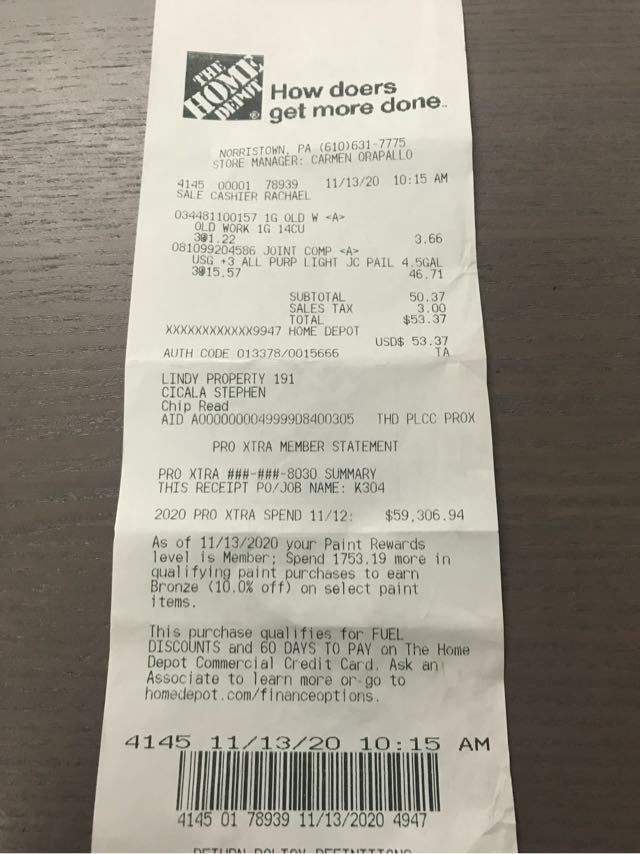 THE
HOME
DEPOT
®
How doers
get more done..
NORRISTOWN, PA (610)631-7775
STORE MANAGER: CARMEN ORAPALLO
4145 00001 78939 11/13/20 10:15 AM
SALE CASHIER RACHAEL
034481100157 1G OLD W <A>
OLD WORK 1G 14CU
3@1.22 3.66
081099204586 JOINT COMP <A>
USG +3 ALL PURP LIGHT JC PAIL 4.5GAL
3@15.57 46.71
SUBTOTAL 50.37
SALES TAX 3.00
TOTAL $53.37
XXXXXXXXXXXX9947 HOME DEPOT
USD$ 53.37
AUTH CODE 013378/0015666 TA
LINDY PROPERTY 191
CICALA STEPHEN
Chip Read
AID A0000000049999D8400305 THD PLCC PROX
PRO XTRA MEMBER STATEMENT
PRO XTRA ###-###-8030 SUMMARY
THIS RECEIPT PO/JOB NAME: K304
2020 PRO XTRA SPEND 11/12: $59,306.94
As of 11/13/2020 your Paint Rewards
level is Member; Spend 1753.19 more in
qualifying paint purchases to earn
Bronze (10.0% off) on select paint
items.
This purchase qualifies for FUEL
DISCOUNTS and 60 DAYS TO PAY on The Home
Depot Commercial Credit Card. Ask an
Associate to learn more or go to
homedepot.com/financeoptions.
4145 11/13/20 10:15 AM
4145 01 78939 11/13/2020 4947
RETURN POLICY DEFINITIONS